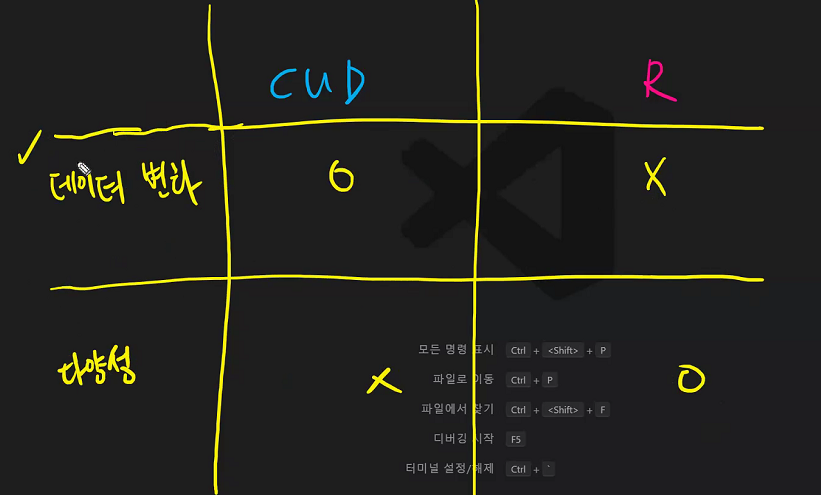 CUD R
데이터 변화 O X
다양성 X O
모든 명령 표시 Ctrl + <Shift> + P
파일로 이동 Ctrl + P
파일에서 찾기 Ctrl + <Shift> + F
디버깅 시작 F5
터미널 설정/해제 Ctrl + `